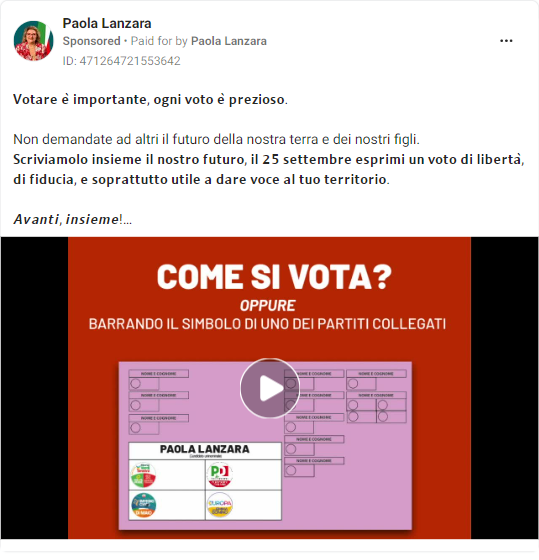 Paola Lanzara
Sponsored • Paid for by Paola Lanzara
ID: 471264721553642
Votare è importante, ogni voto è prezioso.
Non demandate ad altri il futuro della nostra terra e dei nostri figli.
Scriviamolo insieme il nostro futuro, il 25 settembre esprimi un voto di libertà,
di fiducia, e soprattutto utile a dare voce al tuo territorio.
Avanti, insieme!...
COME SI VOTA?
OPPURE
BARRANDO IL SIMBOLO DI UNO DEI PARTITI COLLEGATI
NOME E COGNOME
NOME E COGNOME
NOME E COGNOME
NOME E COGNOME
NOME E COGNOME
NOME E COGNOME
NOME E COGNOME
NOME E COGNOME
NOME E COGNOME
NOME E COGNOME
PAOLA LANZARA
PD
EUROPA